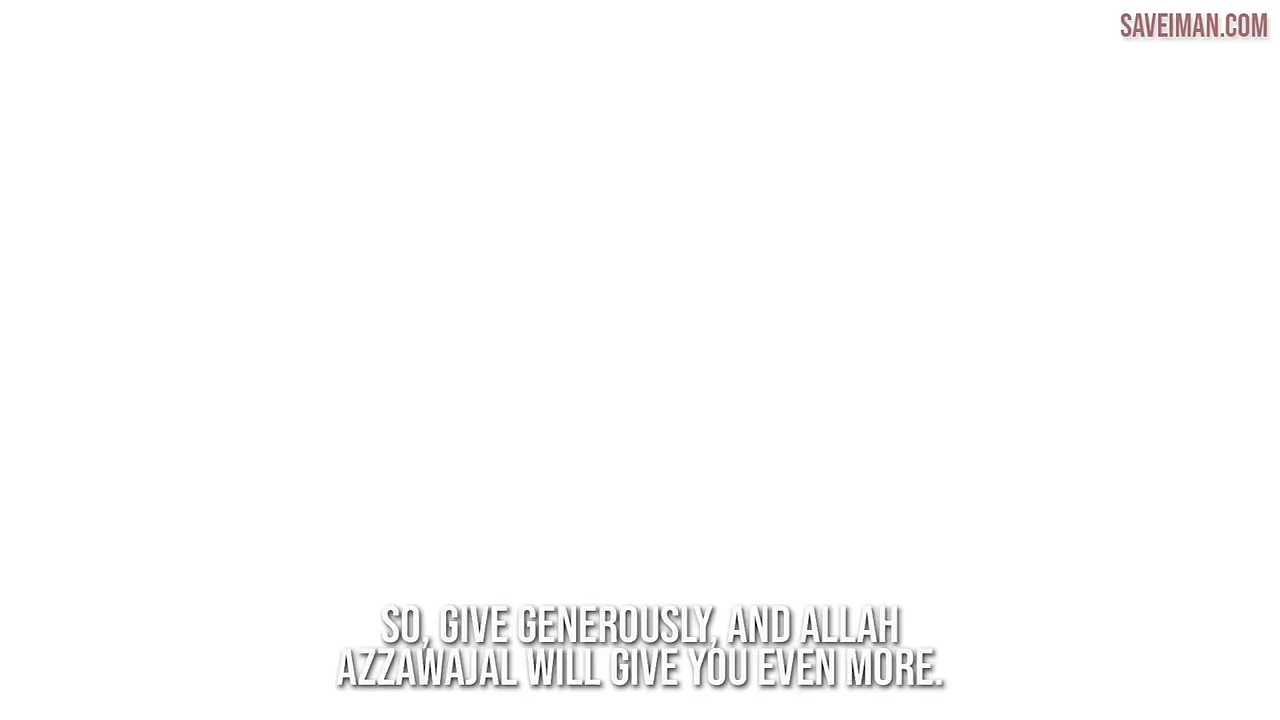 SAVEIMAN.COM
SO, GIVE GENEROUSLY, AND ALLAH
AZZAWAJAL WILL GIVE YOU EVEN MORE.